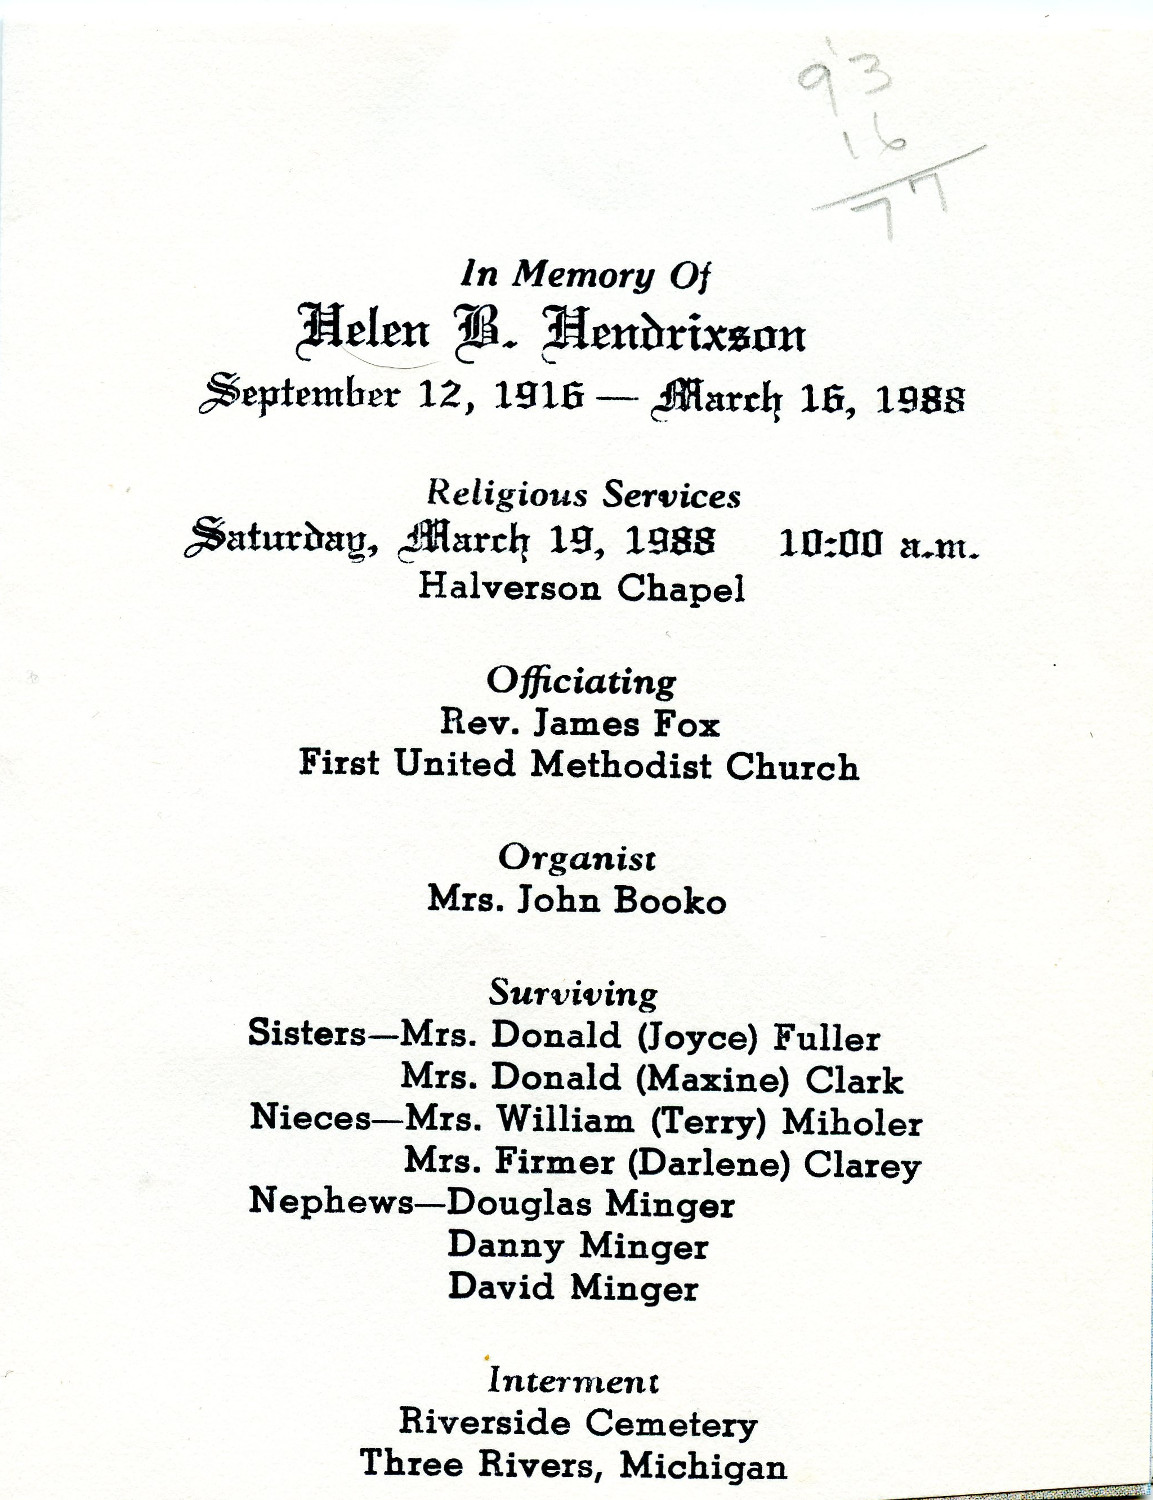 93
16
77
In Memory Of
Helen B. Hendrixson
September 12, 1916 — March 16, 1988
Religious Services
Saturday, March 19, 1988 10:00 a.m.
Halverson Chapel
Officiating
Rev. James Fox
First United Methodist Church
Organist
Mrs. John Booko
Surviving
Sisters—Mrs. Donald (Joyce) Fuller
Mrs. Donald (Maxine) Clark
Nieces—Mrs. William (Terry) Miholer
Mrs. Firmer (Darlene) Clarey
Nephews—Douglas Minger
Danny Minger
David Minger
Interment
Riverside Cemetery
Three Rivers, Michigan